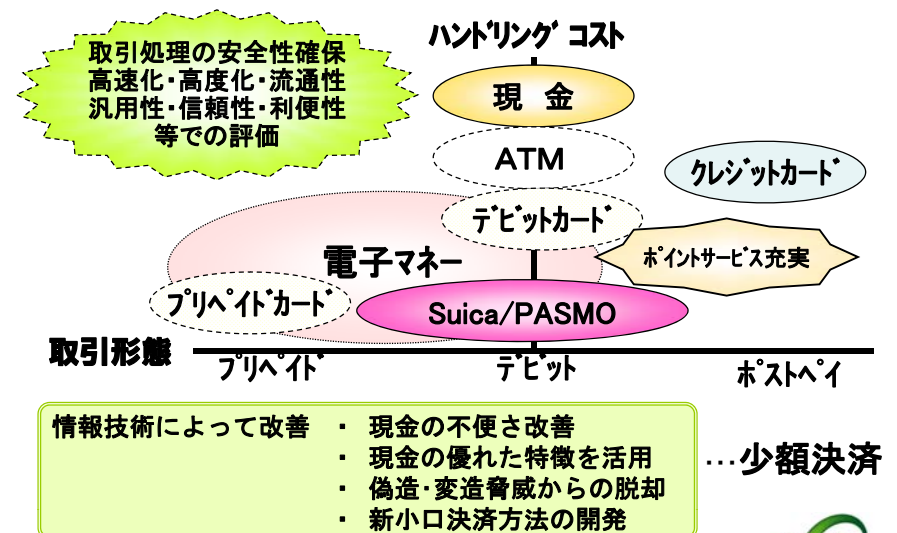 取引処理の安全性確保
高速化・高度化・流通性
汎用性・信頼性・利便性
等での評価
ハンドリング コスト
現 金
ATM
クレジットカード
デビットカード
電子マネー
ポイントサービス充実
プリペイドカード
Suica/PASMO
取引形態
プリペイド
デビット
ポストペイ
情報技術によって改善 ・ 現金の不便さ改善
・ 現金の優れた特徴を活用
・ 偽造・変造脅威からの脱却
・ 新小口決済方法の開発
…少額決済